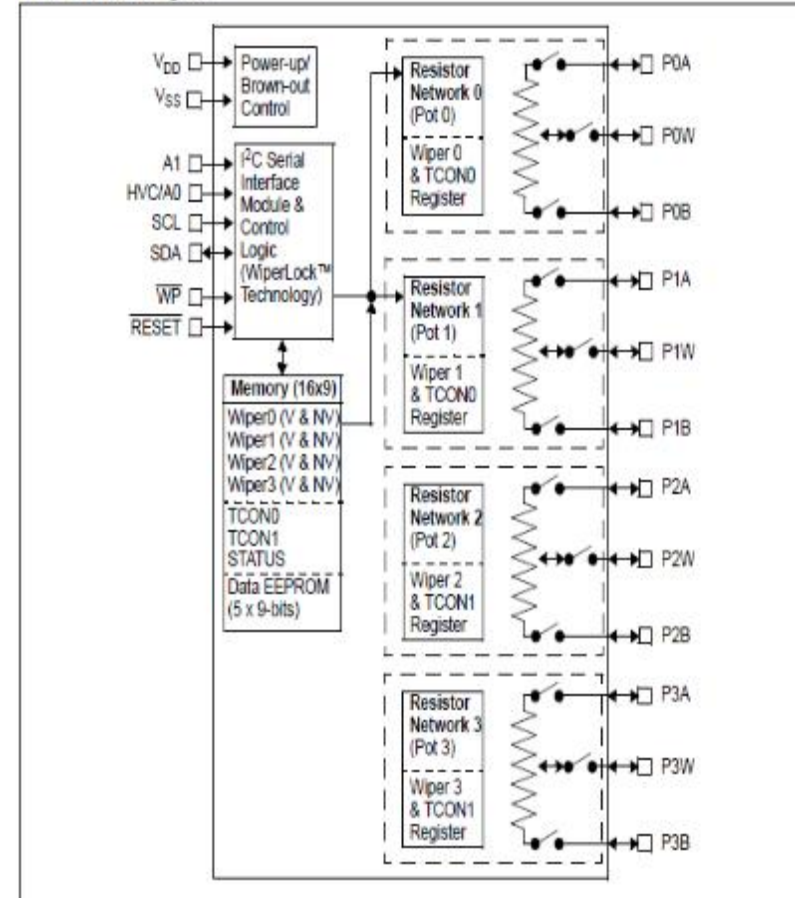 V_DD
V_SS
Power-up/
Brown-out
Control
A1
HVC/A0
SCL
SDA
W̅P̅
R̅E̅S̅E̅T̅
I²C Serial
Interface
Module &
Control
Logic
(WiperLock™
Technology)
Memory (16x9)
Wiper0 (V & NV)
Wiper1 (V & NV)
Wiper2 (V & NV)
Wiper3 (V & NV)
TCON0
TCON1
STATUS
Data EEPROM
(5 x 9-bits)
Resistor
Network 0
(Pot 0)
Wiper 0
& TCON0
Register
P0A
P0W
P0B
Resistor
Network 1
(Pot 1)
Wiper 1
& TCON0
Register
P1A
P1W
P1B
Resistor
Network 2
(Pot 2)
Wiper 2
& TCON1
Register
P2A
P2W
P2B
Resistor
Network 3
(Pot 3)
Wiper 3
& TCON1
Register
P3A
P3W
P3B